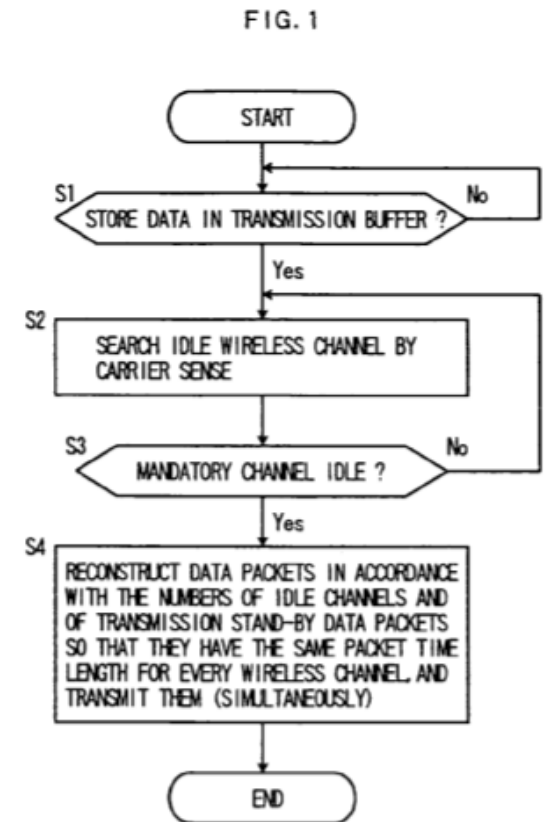 FIG. 1
START
S1
No
STORE DATA IN TRANSMISSION BUFFER ?
Yes
S2
SEARCH IDLE WIRELESS CHANNEL BY
CARRIER SENSE
S3
No
MANDATORY CHANNEL IDLE ?
Yes
S4
RECONSTRUCT DATA PACKETS IN ACCORDANCE
WITH THE NUMBERS OF IDLE CHANNELS AND
OF TRANSMISSION STAND-BY DATA PACKETS
SO THAT THEY HAVE THE SAME PACKET TIME
LENGTH FOR EVERY WIRELESS CHANNEL, AND
TRANSMIT THEM (SIMULTANEOUSLY)
END